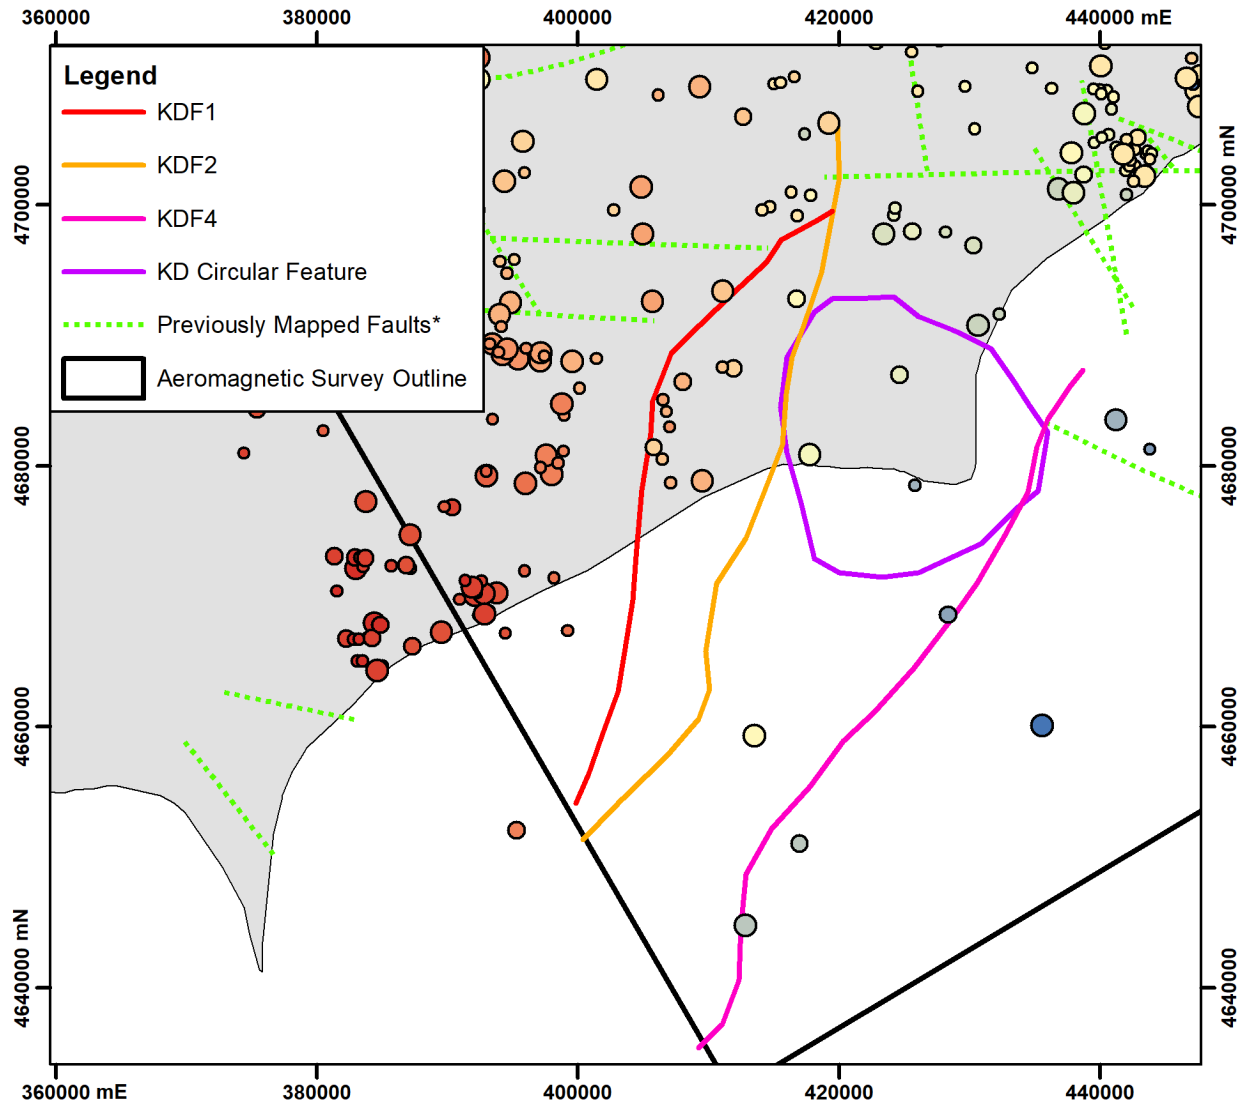 360000
380000
400000
420000
440000 mE
Legend
KDF1
KDF2
KDF4
KD Circular Feature
Previously Mapped Faults*
Aeromagnetic Survey Outline
4700000
4680000
4660000
4640000 mN
4700000 mN
4680000
4660000
4640000
360000 mE
380000
400000
420000
440000